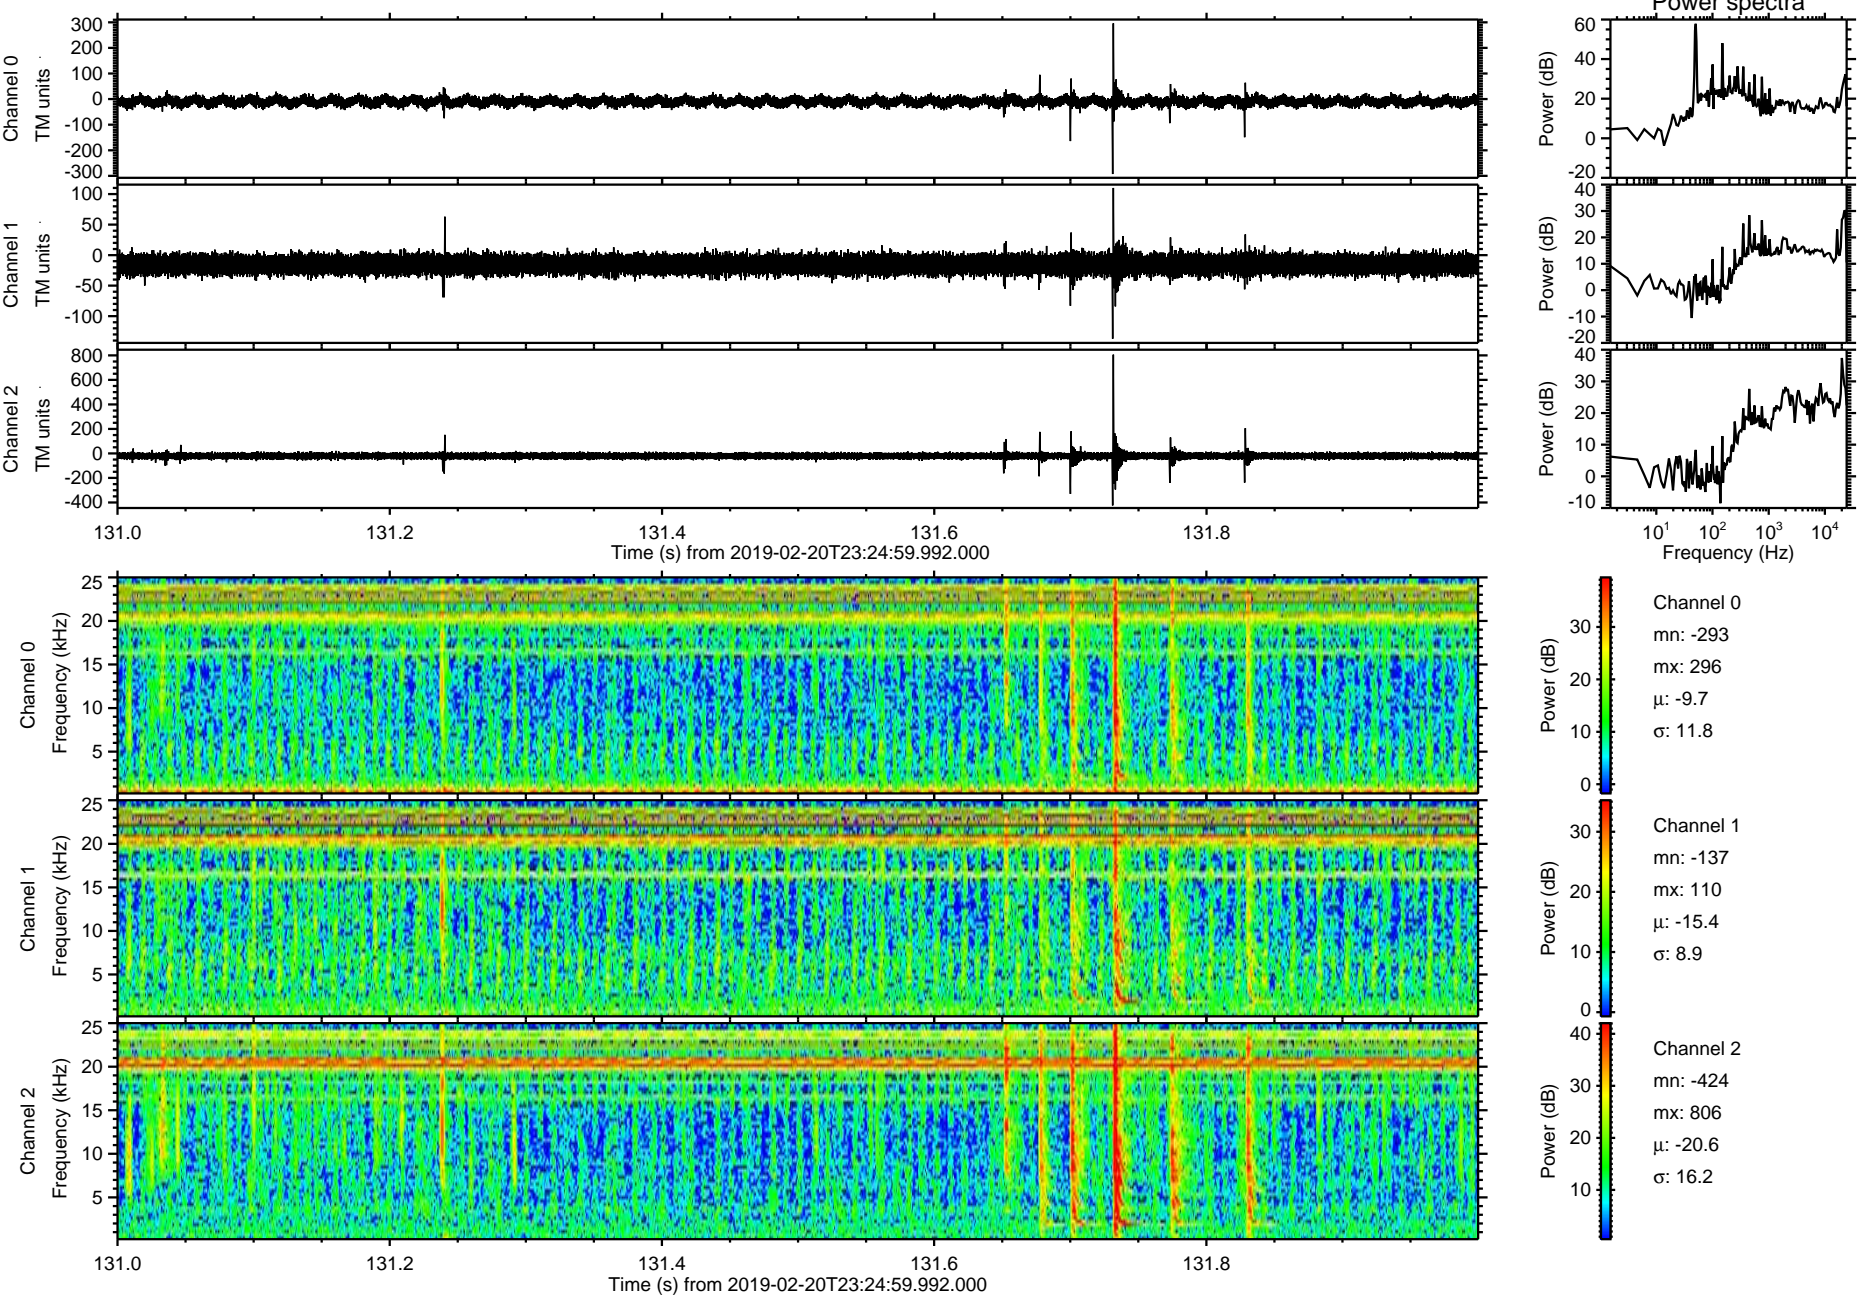 Power spectra
Channel 0
TM units
300
200
100
0
-100
-200
-300
Power (dB)
60
40
20
0
-20
Channel 1
TM units
100
50
0
-50
-100
Power (dB)
40
30
20
10
0
-10
-20
Channel 2
TM units
800
600
400
200
0
-200
-400
Power (dB)
40
30
20
10
0
-10
131.0 131.2 131.4 131.6 131.8
Time (s) from 2019-02-20T23:24:59.992.000
10¹ 10² 10³ 10⁴
Frequency (Hz)
Channel 0
Frequency (kHz)
25
20
15
10
5
Power (dB)
30
20
10
0
Channel 0
mn: -293
mx: 296
µ: -9.7
σ: 11.8
Channel 1
Frequency (kHz)
25
20
15
10
5
Power (dB)
30
20
10
0
Channel 1
mn: -137
mx: 110
µ: -15.4
σ: 8.9
Channel 2
Frequency (kHz)
25
20
15
10
5
Power (dB)
40
30
20
10
Channel 2
mn: -424
mx: 806
µ: -20.6
σ: 16.2
131.0 131.2 131.4 131.6 131.8
Time (s) from 2019-02-20T23:24:59.992.000